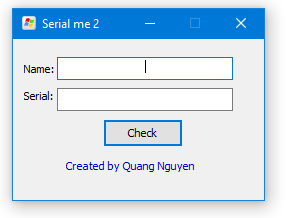 Serial me 2
Name:
Serial:
Check
Created by Quang Nguyen